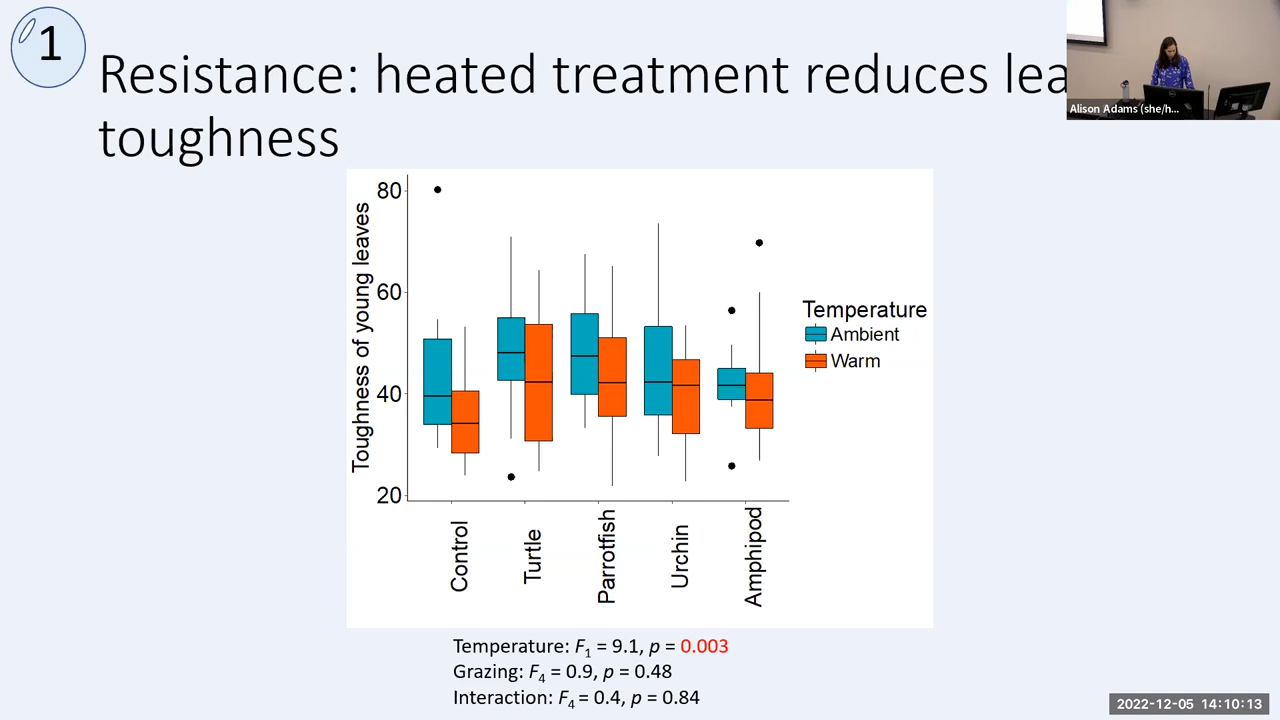 1
Resistance: heated treatment reduces lea
toughness
Alison Adams (she/h...
Toughness of young leaves
80
60
40
20
Control
Turtle
Parrotfish
Urchin
Amphipod
Temperature
Ambient
Warm
Temperature: F1 = 9.1, p = 0.003
Grazing: F4 = 0.9, p = 0.48
Interaction: F4 = 0.4, p = 0.84
2022-12-05 14:10:13